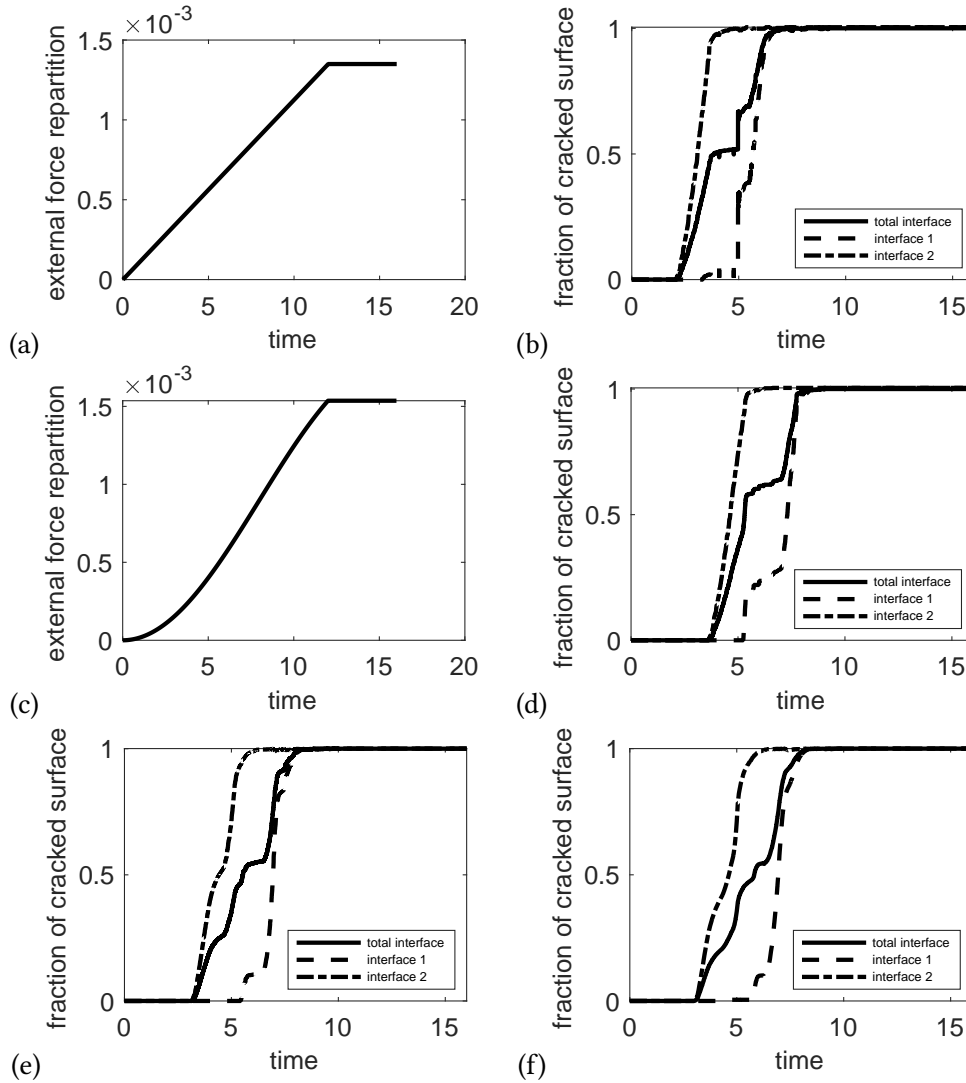 ×10⁻³
1.5
1
0.5
0
external force repartition
0 5 10 15 20
time
(a)
1
0.5
0
fraction of cracked surface
total interface
interface 1
interface 2
0 5 10 15
time
(b)
×10⁻³
1.5
1
0.5
0
external force repartition
0 5 10 15 20
time
(c)
1
0.5
0
fraction of cracked surface
total interface
interface 1
interface 2
0 5 10 15
time
(d)
1
0.5
0
fraction of cracked surface
total interface
interface 1
interface 2
0 5 10 15
time
(e)
1
0.5
0
fraction of cracked surface
total interface
interface 1
interface 2
0 5 10 15
time
(f)